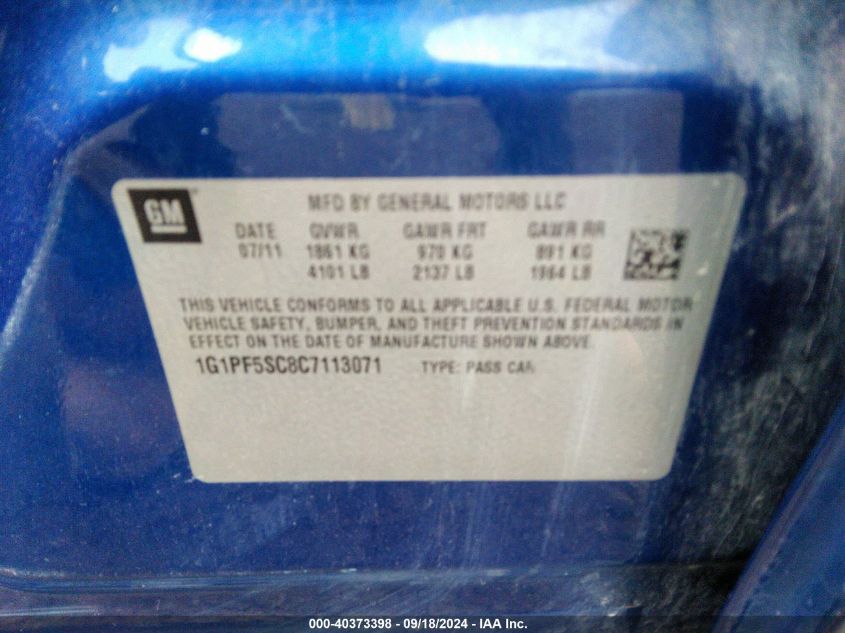 GM
MFD BY GENERAL MOTORS LLC
DATE GVWR GAWR FRT GAWR RR
07/11 1861 KG 970 KG 891 KG
4101 LB 2137 LB 1964 LB
THIS VEHICLE CONFORMS TO ALL APPLICABLE U.S. FEDERAL MOTOR
VEHICLE SAFETY, BUMPER, AND THEFT PREVENTION STANDARDS IN
EFFECT ON THE DATE OF MANUFACTURE SHOWN ABOVE.
1G1PF5SC8C7113071 TYPE: PASS CAR
000-40373398 - 09/18/2024 - IAA Inc.